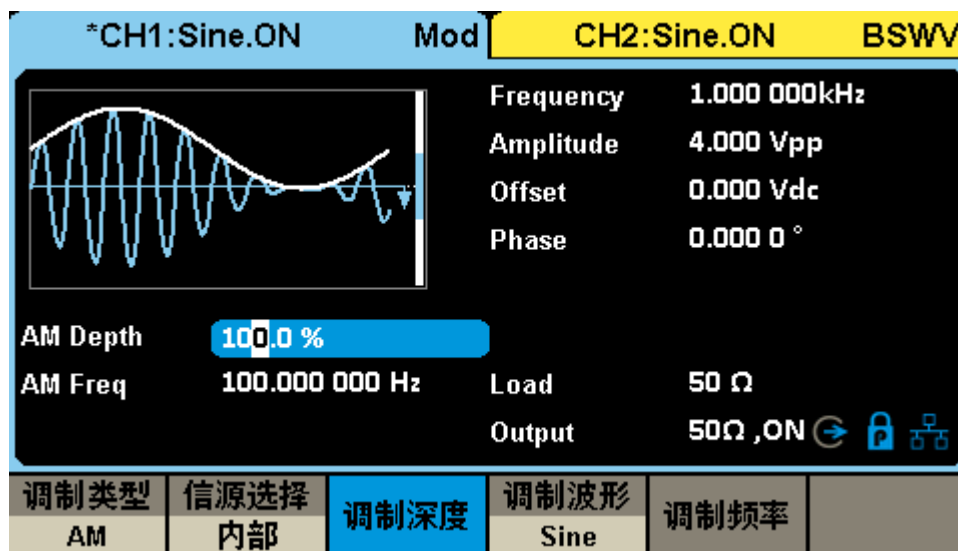 *CH1:Sine.ON Mod CH2:Sine.ON BSWV
Frequency 1.000 000kHz
Amplitude 4.000 Vpp
Offset 0.000 Vdc
Phase 0.000 0 °
AM Depth 100.0 %
AM Freq 100.000 000 Hz Load 50 Ω
Output 50Ω ,ON P
调制类型 信源选择 调制深度 调制波形 调制频率
AM 内部 Sine